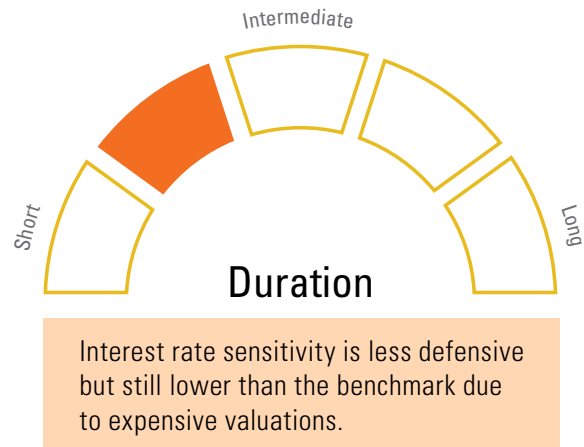 Intermediate
Short
Long
Duration
Interest rate sensitivity is less defensive
but still lower than the benchmark due
to expensive valuations.